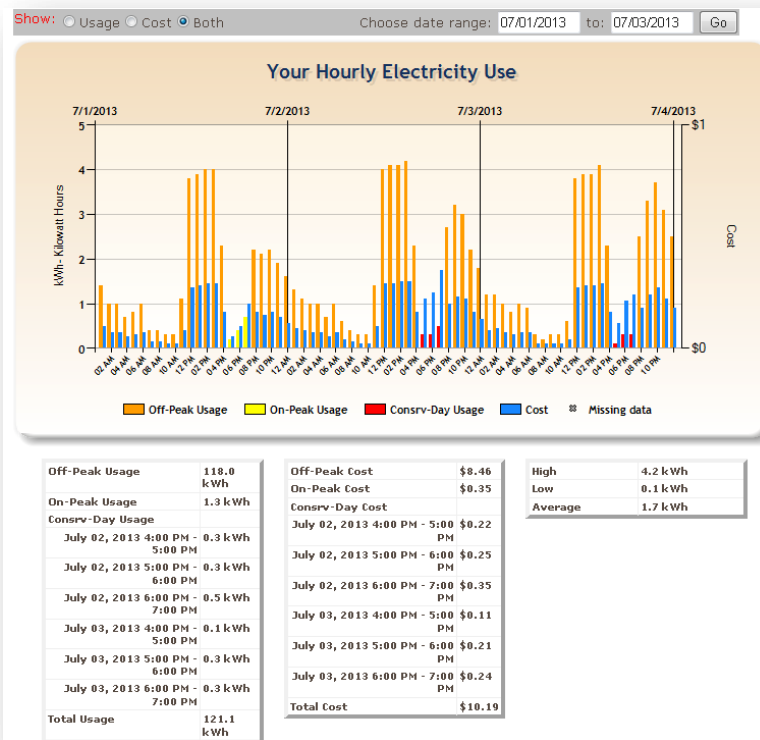 Show: Usage Cost Both Choose date range: 07/01/2013 to: 07/03/2013 Go
Your Hourly Electricity Use
7/1/2013 7/2/2013 7/3/2013 7/4/2013
5 $1
4
3
2
1
0 $0
kWh- Kilowatt Hours
Cost
02 AM 04 AM 06 AM 08 AM 10 AM 12 PM 02 PM 04 PM 06 PM 08 PM 10 PM 12 AM 02 AM 04 AM 06 AM 08 AM 10 AM 12 PM 02 PM 04 PM 06 PM 08 PM 10 PM 12 AM 02 AM 04 AM 06 AM 08 AM 10 AM 12 PM 02 PM 04 PM 06 PM 08 PM 10 PM
Off-Peak Usage On-Peak Usage Consrv-Day Usage Cost Missing data
Off-Peak Usage 118.0
kWh
On-Peak Usage 1.3 kWh
Consrv-Day Usage
July 02, 2013 4:00 PM - 0.3 kWh
5:00 PM
July 02, 2013 5:00 PM - 0.3 kWh
6:00 PM
July 02, 2013 6:00 PM - 0.5 kWh
7:00 PM
July 03, 2013 4:00 PM - 0.1 kWh
5:00 PM
July 03, 2013 5:00 PM - 0.3 kWh
6:00 PM
July 03, 2013 6:00 PM - 0.3 kWh
7:00 PM
Total Usage 121.1
kWh
Off-Peak Cost $8.46
On-Peak Cost $0.35
Consrv-Day Cost
July 02, 2013 4:00 PM - 5:00 $0.22
PM
July 02, 2013 5:00 PM - 6:00 $0.25
PM
July 02, 2013 6:00 PM - 7:00 $0.35
PM
July 03, 2013 4:00 PM - 5:00 $0.11
PM
July 03, 2013 5:00 PM - 6:00 $0.21
PM
July 03, 2013 6:00 PM - 7:00 $0.24
PM
Total Cost $10.19
High 4.2 kWh
Low 0.1 kWh
Average 1.7 kWh